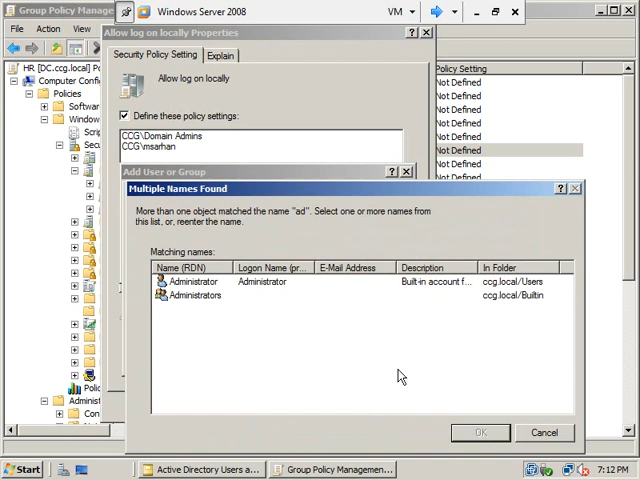 Group Policy Manag
Windows Server 2008
VM
File Action View
Allow log on locally Properties
Security Policy Setting
Explain
Allow log on locally
Define these policy settings:
CCG\Domain Admins
CCG\msarhan
HR [DC.ccg.local] Po
Computer Confi
Policies
Software
Window
Scri
Secu
Polic
Administ
Con
Policy Setting
Not Defined
Not Defined
Not Defined
Not Defined
Not Defined
Not Defined
Not Defined
Not Defined
Add User or Group
Multiple Names Found
More than one object matched the name "ad". Select one or more names from
this list, or, reenter the name.
Matching names:
Name (RDN) Logon Name (pr... E-Mail Address Description In Folder
Administrator Administrator Built-in account f... ccg.local/Users
Administrators ccg.local/Builtin
OK
Cancel
Start
Active Directory Users a...
Group Policy Managemen...
7:12 PM